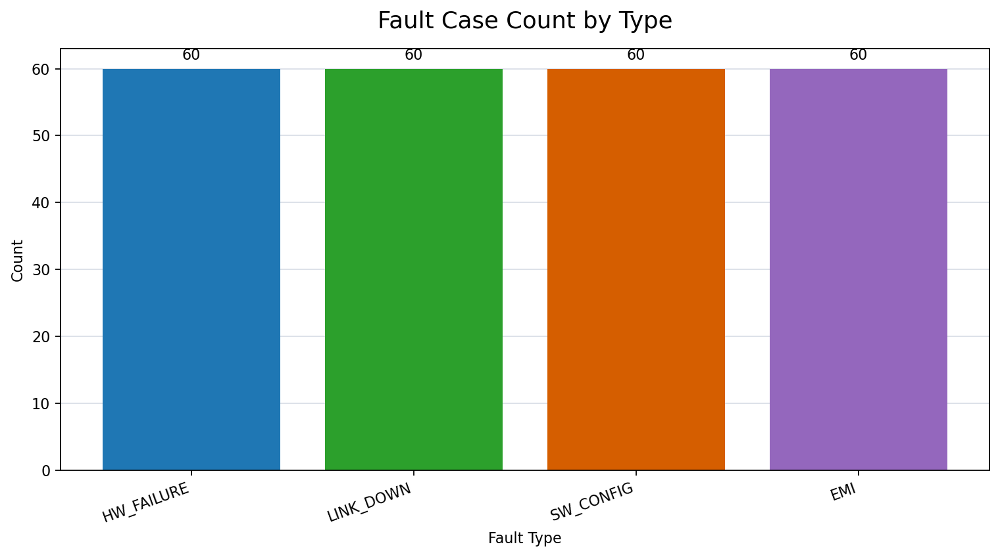 Fault Case Count by Type
60 60 60 60
60
50
40
30
20
10
0
Count
HW_FAILURE LINK_DOWN SW_CONFIG EMI
Fault Type